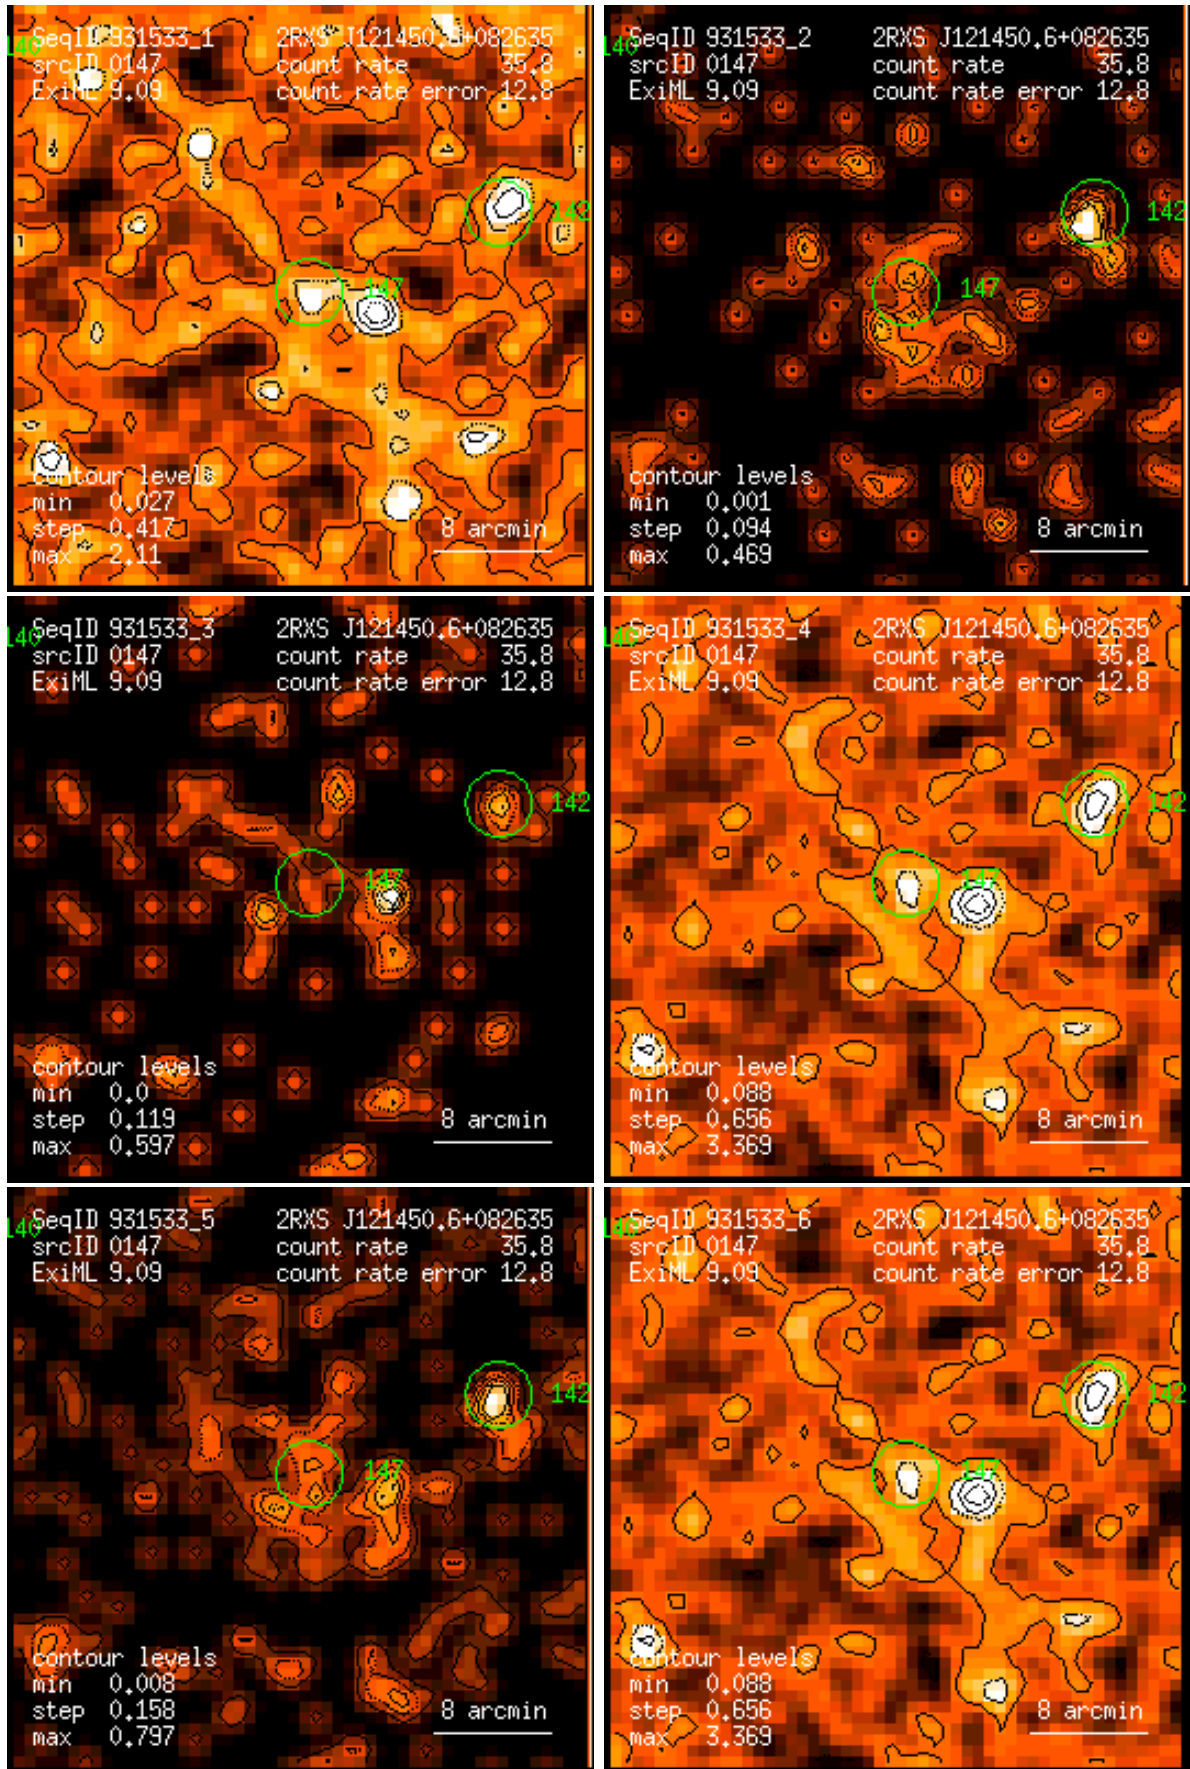 SeqID 931533_1 2RXS J121450.6+082635
140
srcID 0147 count rate 35.8
ExiML 9.09 count rate error 12.8
142
147
contour levels
min 0.027
step 0.417 8 arcmin
max 2.11
SeqID 931533_2 2RXS J121450.6+082635
140
srcID 0147 count rate 35.8
ExiML 9.09 count rate error 12.8
142
147
contour levels
min 0.001
step 0.094 8 arcmin
max 0.469
SeqID 931533_3 2RXS J121450.6+082635
140
srcID 0147 count rate 35.8
ExiML 9.09 count rate error 12.8
142
147
contour levels
min 0.0
step 0.119 8 arcmin
max 0.597
SeqID 931533_4 2RXS J121450.6+082635
140
srcID 0147 count rate 35.8
ExiML 9.09 count rate error 12.8
142
147
contour levels
min 0.088
step 0.656 8 arcmin
max 3.369
SeqID 931533_5 2RXS J121450.6+082635
140
srcID 0147 count rate 35.8
ExiML 9.09 count rate error 12.8
142
147
contour levels
min 0.008
step 0.158 8 arcmin
max 0.797
SeqID 931533_6 2RXS J121450.6+082635
140
srcID 0147 count rate 35.8
ExiML 9.09 count rate error 12.8
142
147
contour levels
min 0.088
step 0.656 8 arcmin
max 3.369